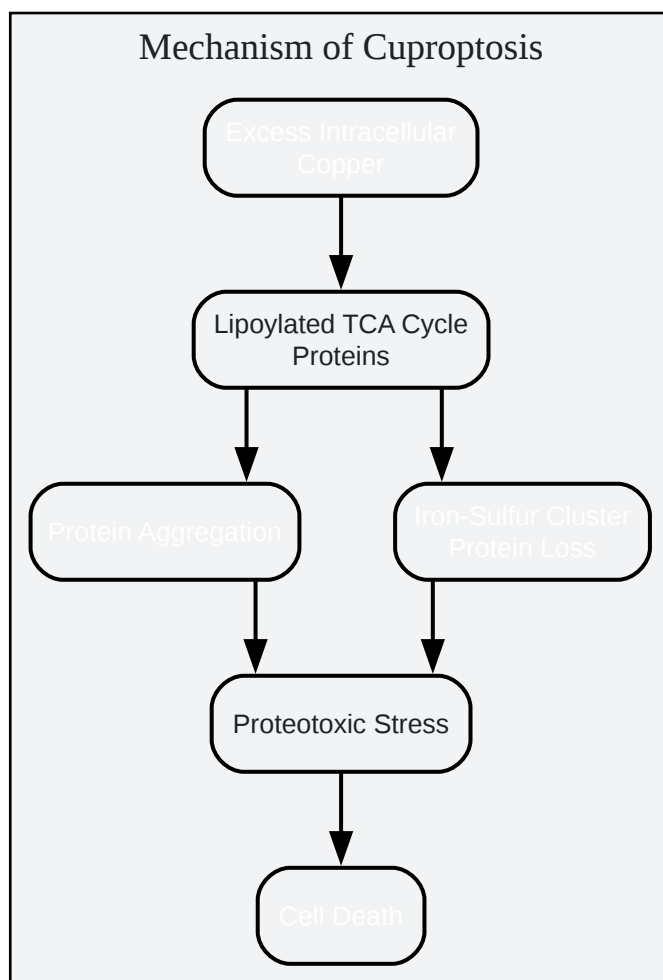 Mechanism of Cuproptosis
Excess Intracellular
Copper
Lipoylated TCA Cycle
Proteins
Protein Aggregation
Iron-Sulfur Cluster
Protein Loss
Proteotoxic Stress
Cell Death